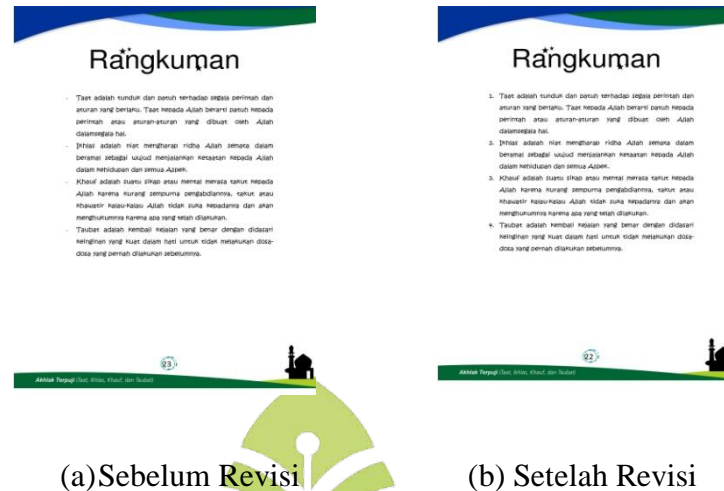 Rangkuman
- Taat adalah tunduk dan patuh terhadap segala perintah dan
aturan yang berlaku. Taat kepada Allah berarti patuh kepada
perintah atau aturan-aturan yang dibuat oleh Allah
dalamsegala hal.
- Ikhlas adalah niat mengharap ridha Allah semata dalam
beramal sebagai wujud menjalankan ketaatan kepada Allah
dalam kehidupan dan semua Aspek.
- Khauf adalah suatu sikap atau mental merasa takut kepada
Allah karena kurang sempurna pengabdiannya, takut atau
khawatir kalau-kalau Allah tidak suka kepadanya dan akan
menghukumnya karena apa yang telah dilakukan.
- Taubat adalah kembali kejalan yang benar dengan didasari
keinginan yang kuat dalam hati untuk tidak melakukan dosa-
dosa yang pernah dilakukan sebelumnya.
23
Akhlak Terpuji (Taat, Ikhlas, Khauf, dan Taubat)
(a)Sebelum Revisi
Rangkuman
1. Taat adalah tunduk dan patuh terhadap segala perintah dan
aturan yang berlaku. Taat kepada Allah berarti patuh kepada
perintah atau aturan-aturan yang dibuat oleh Allah
dalamsegala hal.
2. Ikhlas adalah niat mengharap ridha Allah semata dalam
beramal sebagai wujud menjalankan ketaatan kepada Allah
dalam kehidupan dan semua Aspek.
3. Khauf adalah suatu sikap atau mental merasa takut kepada
Allah karena kurang sempurna pengabdiannya, takut atau
khawatir kalau-kalau Allah tidak suka kepadanya dan akan
menghukumnya karena apa yang telah dilakukan.
4. Taubat adalah kembali kejalan yang benar dengan didasari
keinginan yang kuat dalam hati untuk tidak melakukan dosa-
dosa yang pernah dilakukan sebelumnya.
22
Akhlak Terpuji (Taat, Ikhlas, Khauf, dan Taubat)
(b) Setelah Revisi